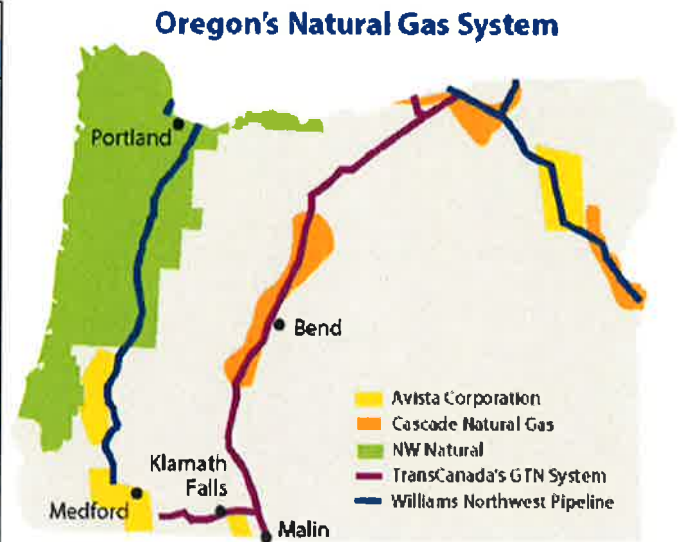 Oregon's Natural Gas System
Portland
Bend
Avista Corporation
Cascade Natural Gas
NW Natural
TransCanada's GTN System
Williams Northwest Pipeline
Klamath
Falls
Medford
Malin